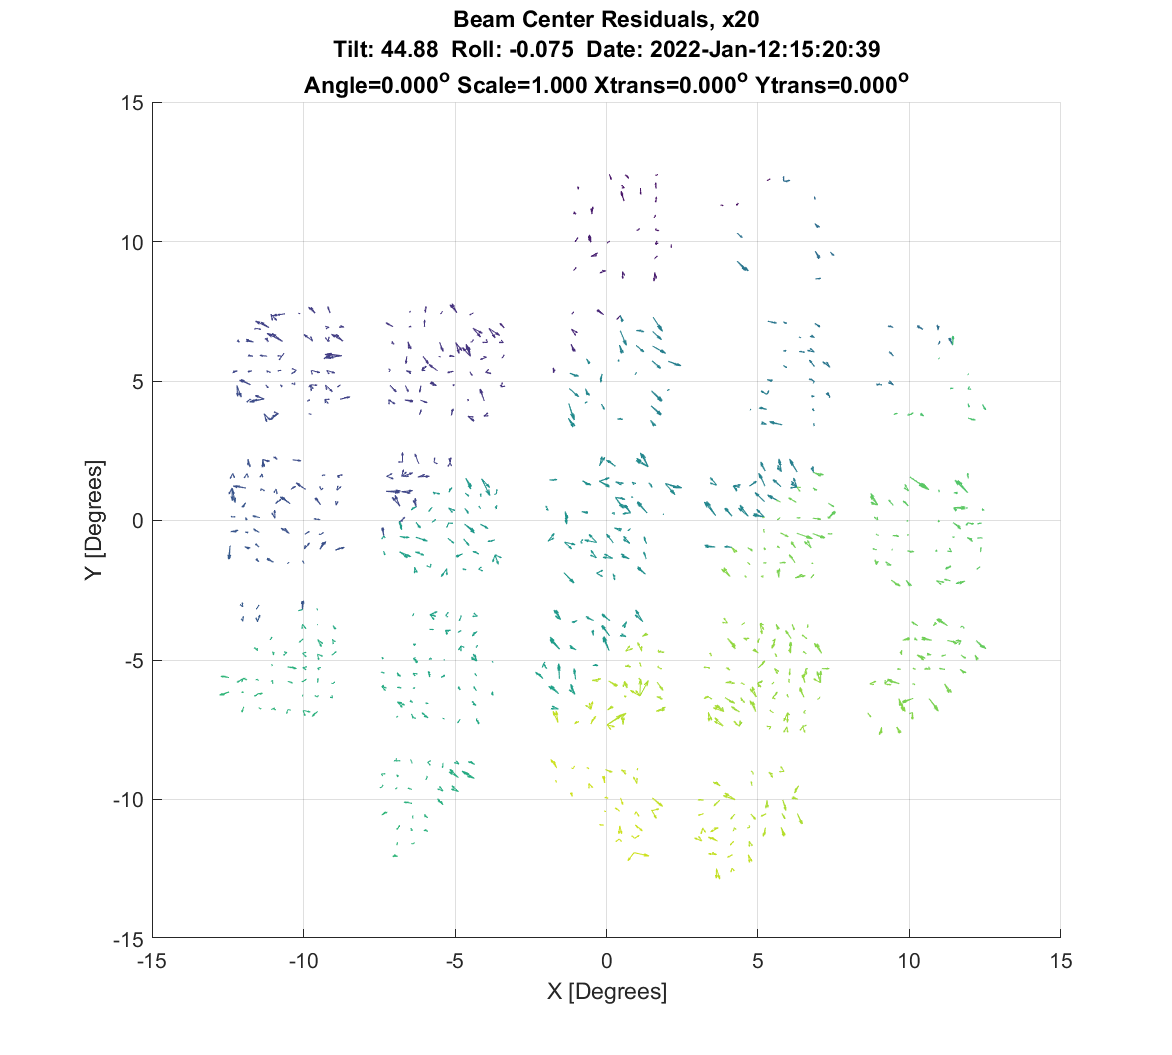 Beam Center Residuals, x20
Tilt: 44.88 Roll: -0.075 Date: 2022-Jan-12:15:20:39
Angle=0.000° Scale=1.000 Xtrans=0.000° Ytrans=0.000°
15
10
5
0
-5
-10
-15
Y [Degrees]
-15 -10 -5 0 5 10 15
X [Degrees]